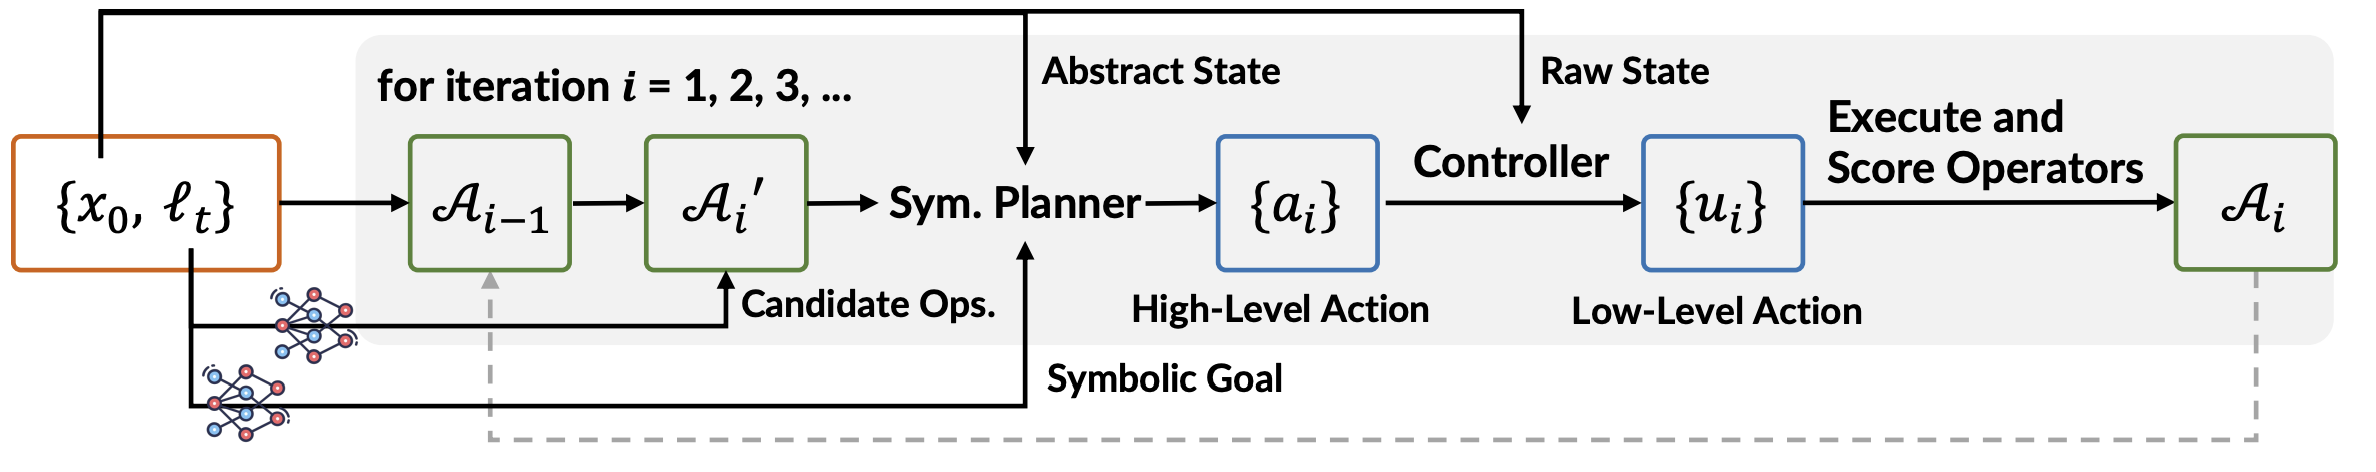 for iteration i = 1, 2, 3, ...
Abstract State
Raw State
{x₀, ℓₜ}
𝒜ᵢ₋₁
𝒜ᵢ′
Sym. Planner
{aᵢ}
Controller
{uᵢ}
Execute and
Score Operators
𝒜ᵢ
Candidate Ops.
High-Level Action
Low-Level Action
Symbolic Goal